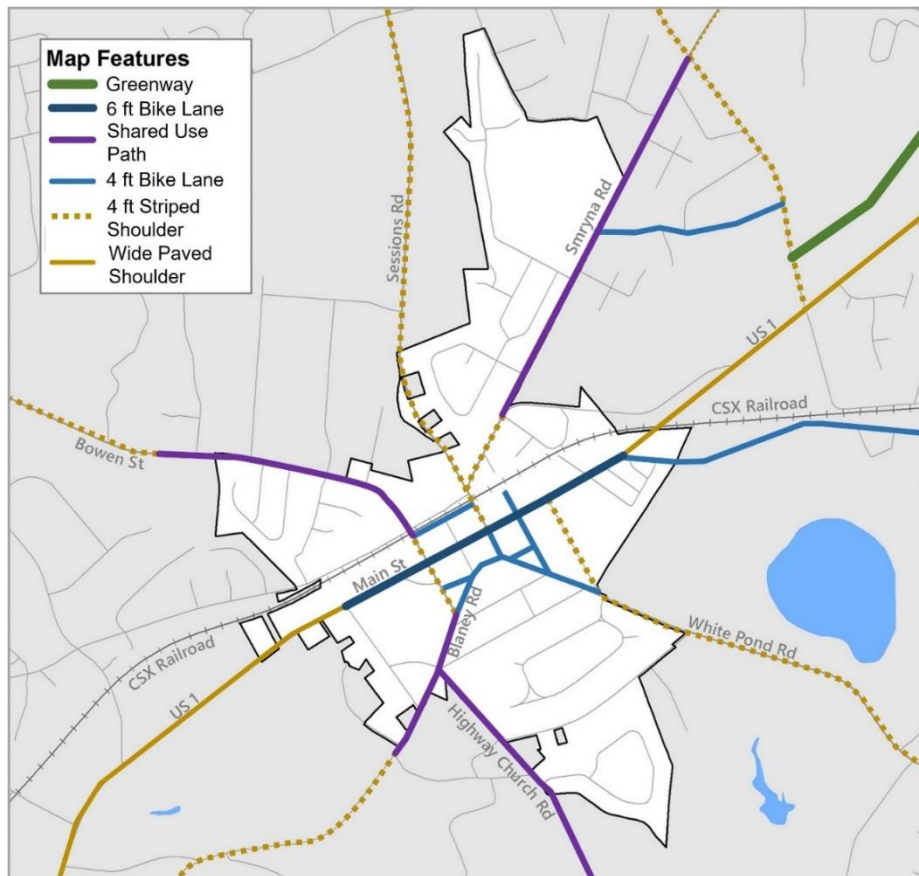 Map Features
Greenway
6 ft Bike Lane
Shared Use
Path
4 ft Bike Lane
4 ft Striped
Shoulder
Wide Paved
Shoulder
Sessions Rd
Smryna Rd
US 1
CSX Railroad
Bowen St
Main St
Blaney Rd
White Pond Rd
CSX Railroad
US 1
Highway Church Rd